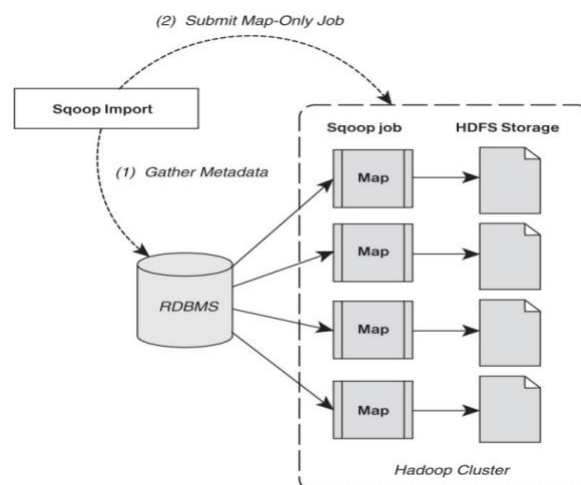 (2) Submit Map-Only Job
Sqoop Import
Sqoop job
HDFS Storage
(1) Gather Metadata
Map
Map
RDBMS
Map
Map
Hadoop Cluster